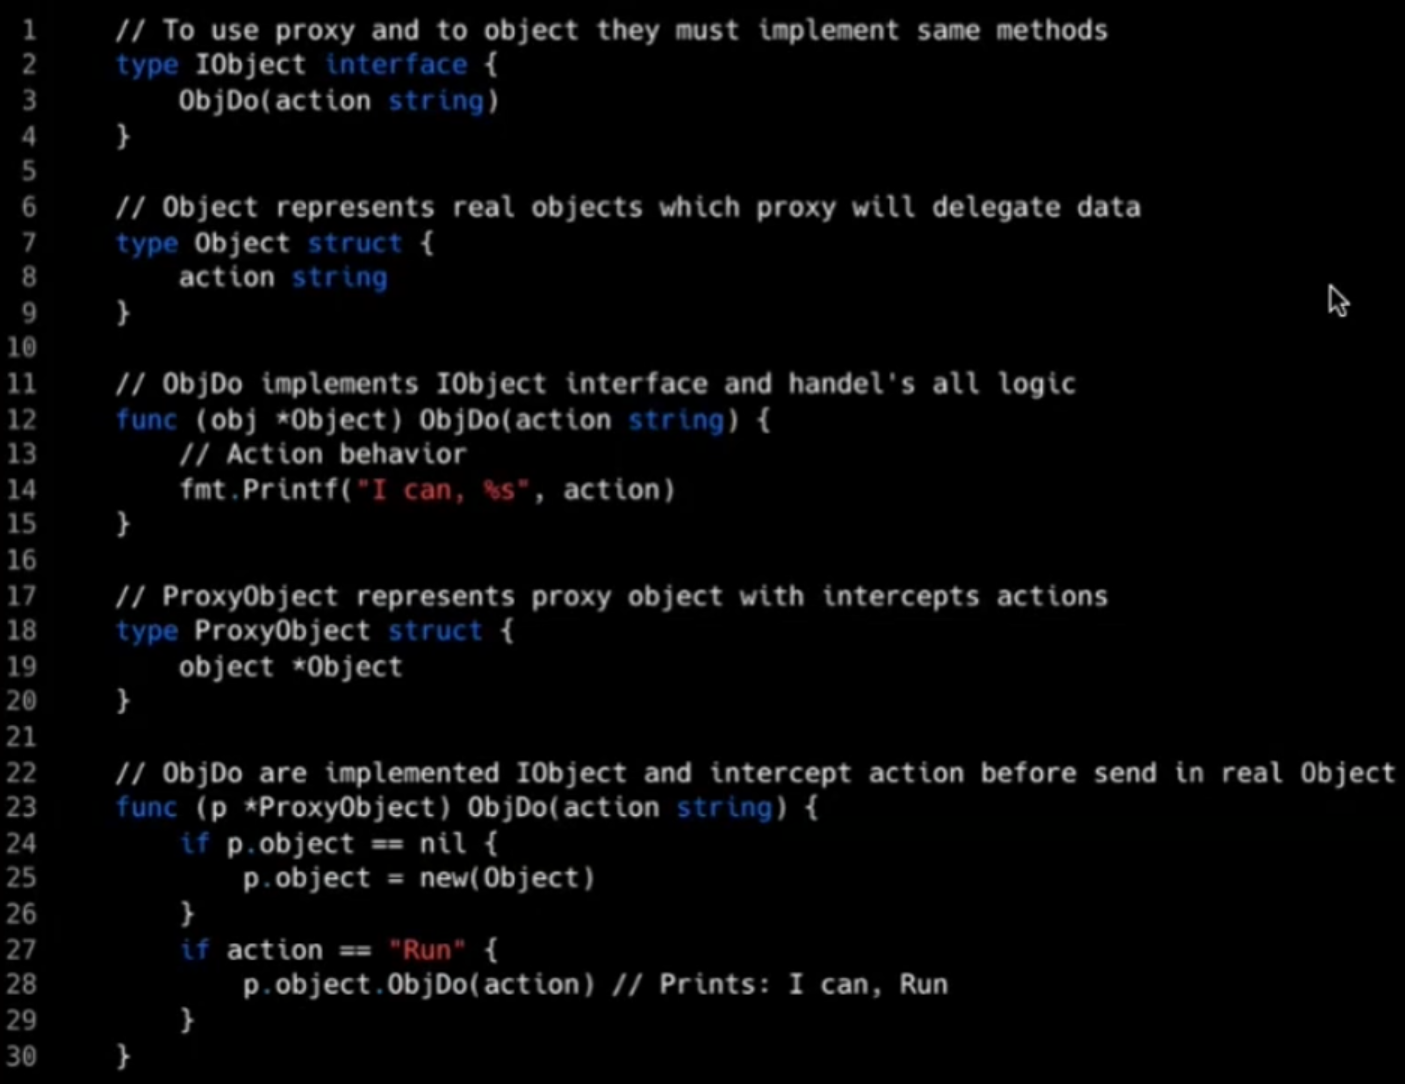 1 // To use proxy and to object they must implement same methods
2 type IObject interface {
3 ObjDo(action string)
4 }
5
6 // Object represents real objects which proxy will delegate data
7 type Object struct {
8 action string
9 }
10
11 // ObjDo implements IObject interface and handel's all logic
12 func (obj *Object) ObjDo(action string) {
13 // Action behavior
14 fmt.Printf("I can, %s", action)
15 }
16
17 // ProxyObject represents proxy object with intercepts actions
18 type ProxyObject struct {
19 object *Object
20 }
21
22 // ObjDo are implemented IObject and intercept action before send in real Object
23 func (p *ProxyObject) ObjDo(action string) {
24 if p.object == nil {
25 p.object = new(Object)
26 }
27 if action == "Run" {
28 p.object.ObjDo(action) // Prints: I can, Run
29 }
30 }